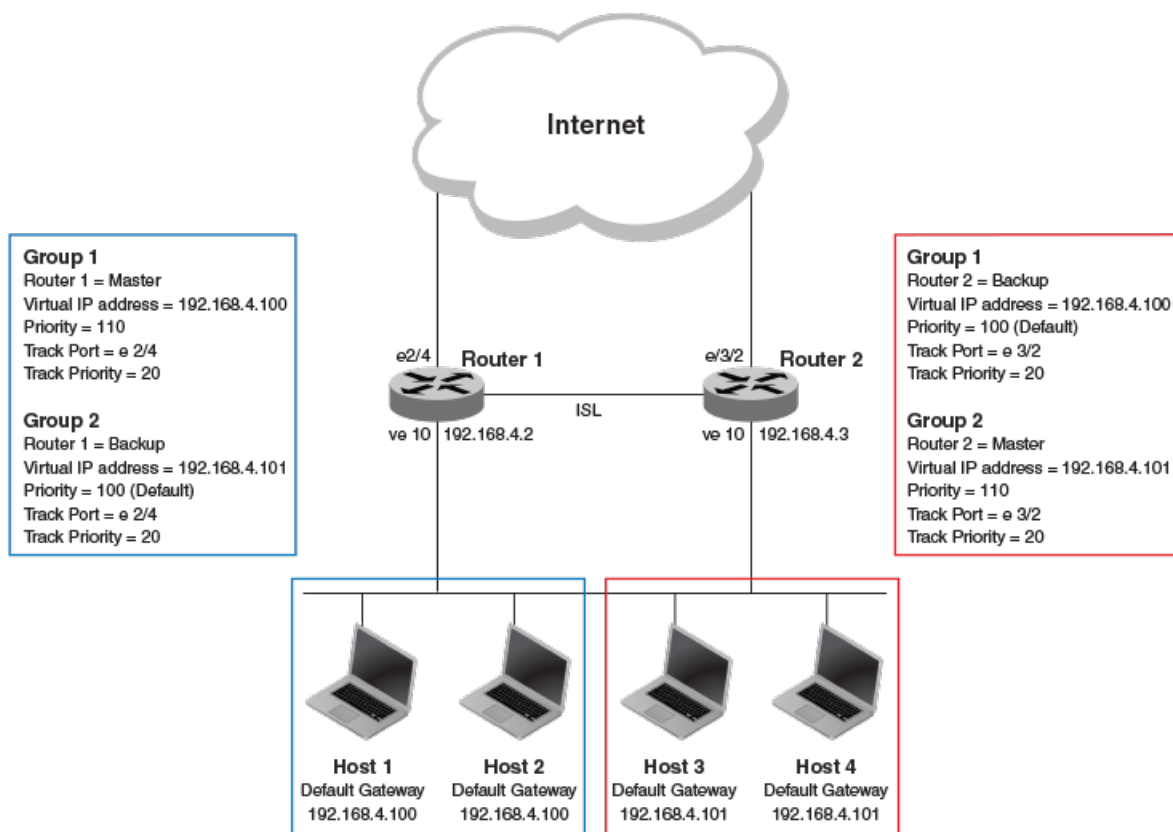 Internet
Group 1
Router 1 = Master
Virtual IP address = 192.168.4.100
Priority = 110
Track Port = e 2/4
Track Priority = 20
Group 2
Router 1 = Backup
Virtual IP address = 192.168.4.101
Priority = 100 (Default)
Track Port = e 2/4
Track Priority = 20
Group 1
Router 2 = Backup
Virtual IP address = 192.168.4.100
Priority = 100 (Default)
Track Port = e 3/2
Track Priority = 20
Group 2
Router 2 = Master
Virtual IP address = 192.168.4.101
Priority = 110
Track Port = e 3/2
Track Priority = 20
e2/4
Router 1
e/3/2
Router 2
ISL
ve 10
192.168.4.2
ve 10
192.168.4.3
Host 1
Default Gateway
192.168.4.100
Host 2
Default Gateway
192.168.4.100
Host 3
Default Gateway
192.168.4.101
Host 4
Default Gateway
192.168.4.101